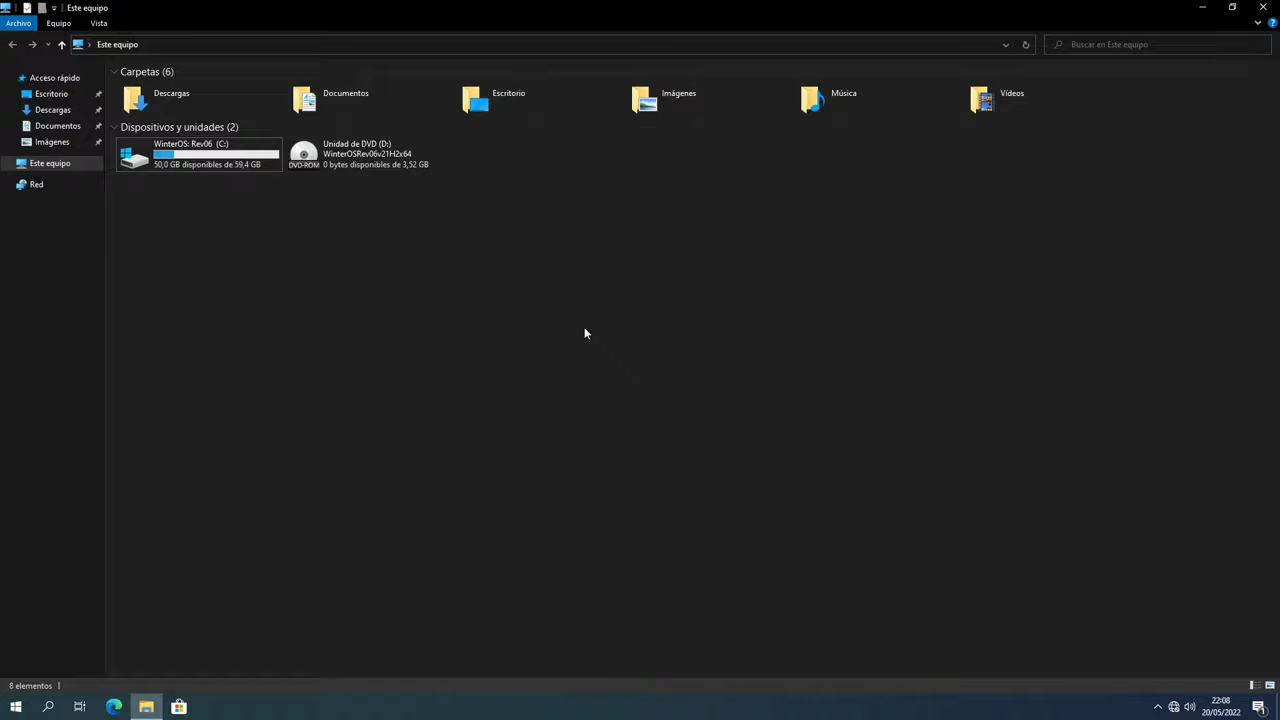 Este equipo
Archivo Equipo Vista
Este equipo
Buscar en Este equipo
Acceso rápido
Escritorio
Descargas
Documentos
Imágenes
Este equipo
Red
Carpetas (6)
Descargas
Documentos
Escritorio
Imágenes
Música
Vídeos
Dispositivos y unidades (2)
WinterOS: Rev06 (C:)
50,0 GB disponibles de 59,4 GB
Unidad de DVD (D:)
WinterOSRev06v21H2x64
0 bytes disponibles de 3,52 GB
DVD-ROM
8 elementos
22:08
20/05/2022
1